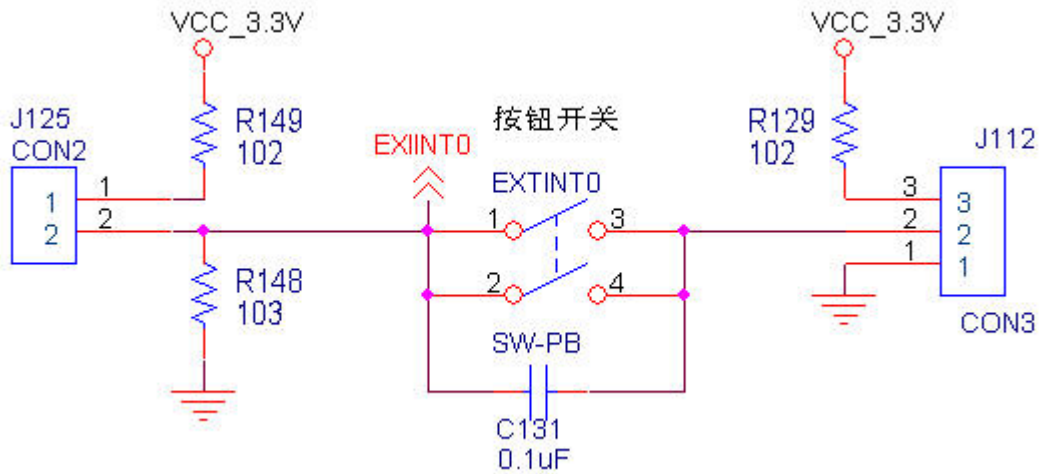 VCC_3.3V
VCC_3.3V
J125
CON2
R149
102
按钮开关
R129
102
J112
EXIINT0
EXTINT0
1
1
2
2
1
3
2
4
3
3
2
2
1
1
R148
103
SW-PB
CON3
C131
0.1uF